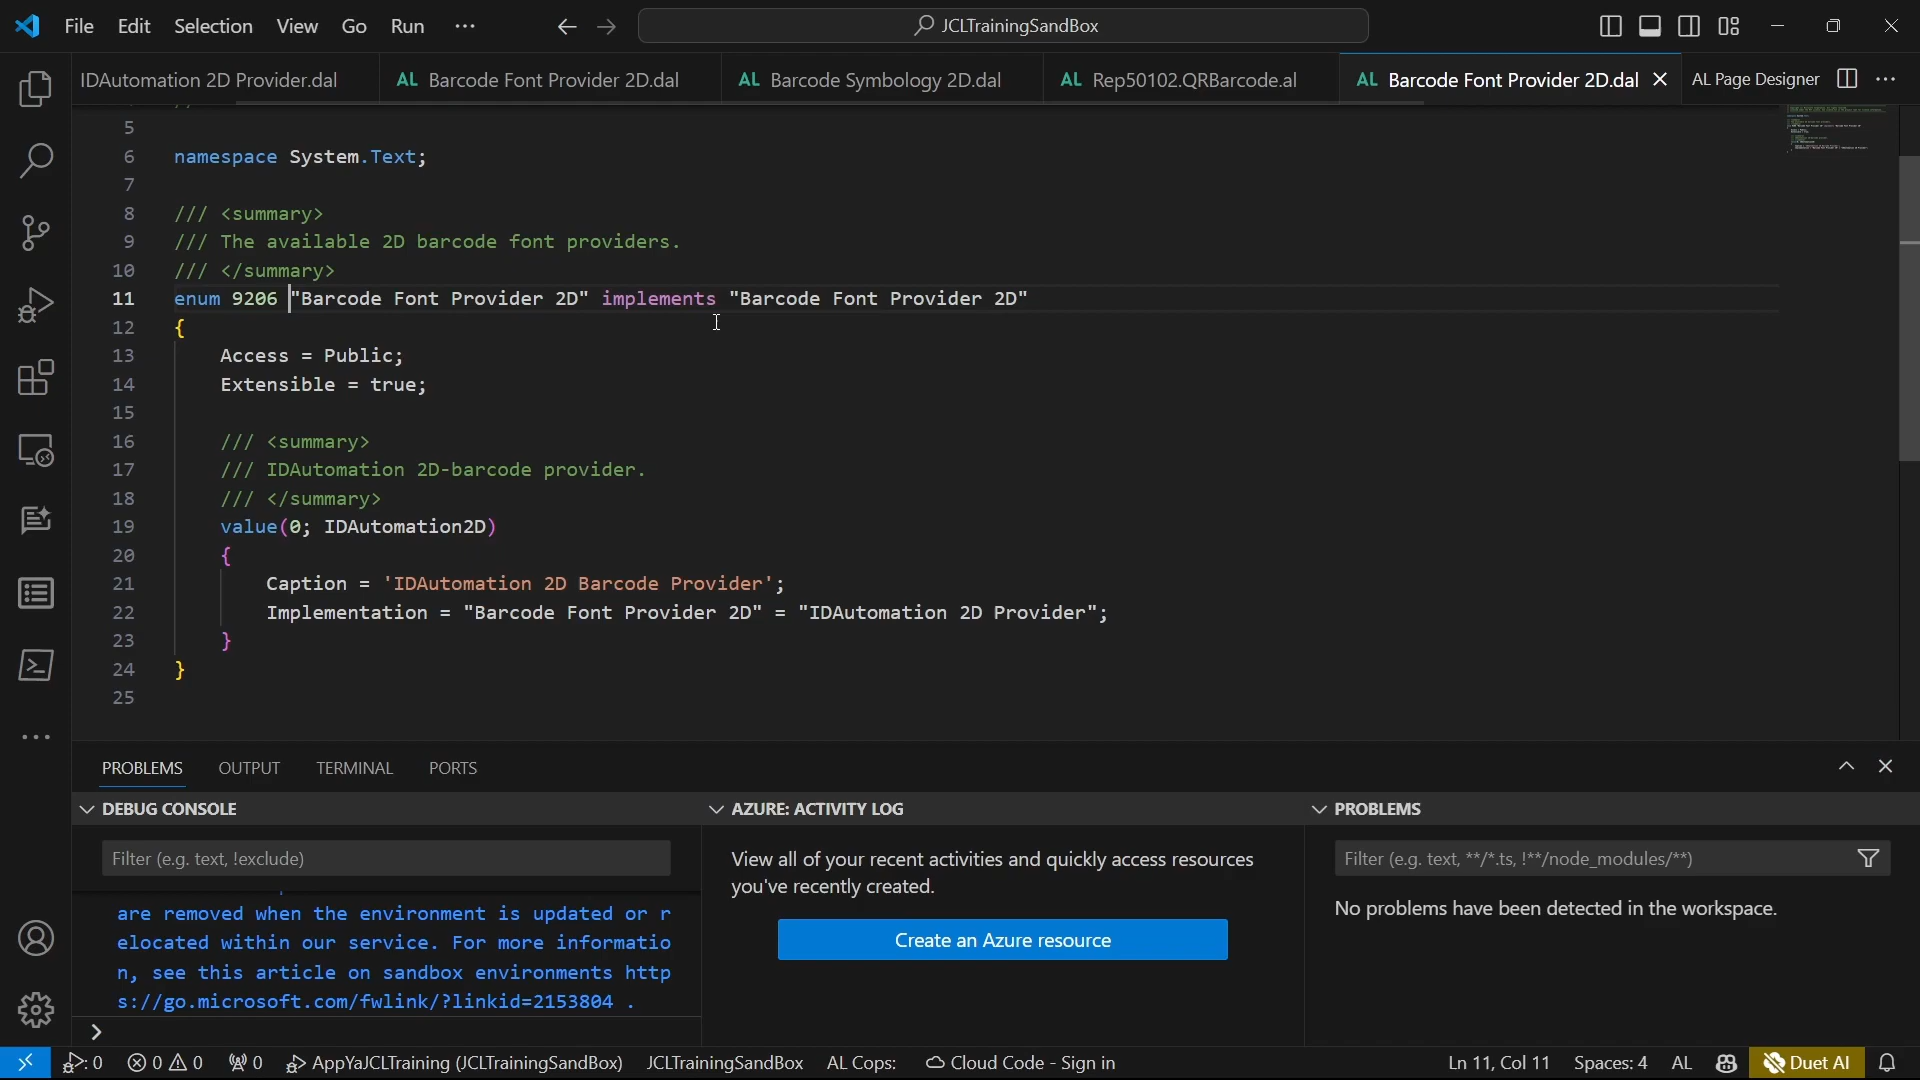 File Edit Selection View Go Run ···
JCLTrainingSandBox
IDAutomation 2D Provider.dal
AL Barcode Font Provider 2D.dal
AL Barcode Symbology 2D.dal
AL Rep50102.QRBarcode.al
AL Barcode Font Provider 2D.dal
AL Page Designer
5
6 namespace System.Text;
7
8 /// <summary>
9 /// The available 2D barcode font providers.
10 /// </summary>
11 enum 9206 "Barcode Font Provider 2D" implements "Barcode Font Provider 2D"
12 {
13 Access = Public;
14 Extensible = true;
15
16 /// <summary>
17 /// IDAutomation 2D-barcode provider.
18 /// </summary>
19 value(0; IDAutomation2D)
20 {
21 Caption = 'IDAutomation 2D Barcode Provider';
22 Implementation = "Barcode Font Provider 2D" = "IDAutomation 2D Provider";
23 }
24 }
25
PROBLEMS OUTPUT TERMINAL PORTS
DEBUG CONSOLE
Filter (e.g. text, !exclude)
are removed when the environment is updated or r
elocated within our service. For more informatio
n, see this article on sandbox environments http
s://go.microsoft.com/fwlink/?linkid=2153804 .
AZURE: ACTIVITY LOG
View all of your recent activities and quickly access resources
you've recently created.
Create an Azure resource
PROBLEMS
Filter (e.g. text, **/*.ts, !**/node_modules/**)
No problems have been detected in the workspace.
: 0 0 0 0 AppYaJCLTraining (JCLTrainingSandBox) JCLTrainingSandBox AL Cops: Cloud Code - Sign in Ln 11, Col 11 Spaces: 4 AL Duet AI